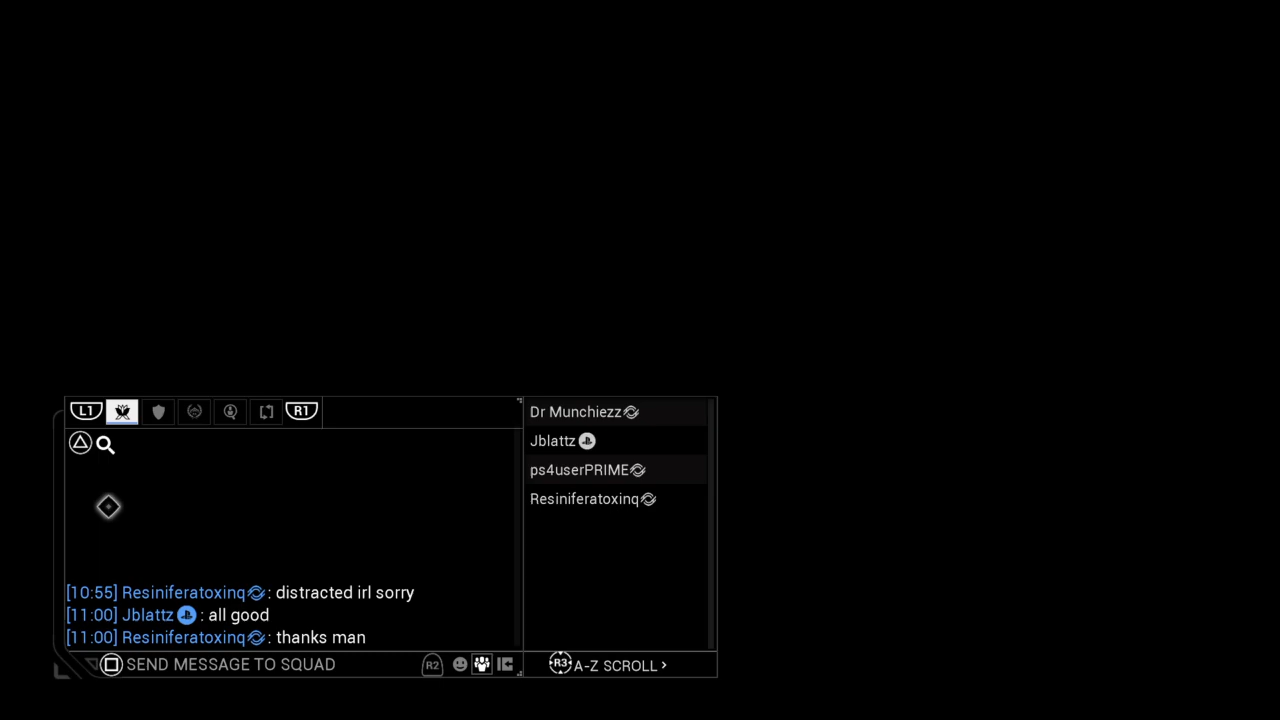 L1 R1
Dr Munchiezz
Jblattz
ps4userPRIME
Resiniferatoxinq
[10:55] Resiniferatoxinq: distracted irl sorry
[11:00] Jblattz : all good
[11:00] Resiniferatoxinq: thanks man
SEND MESSAGE TO SQUAD R2
R3 A-Z SCROLL >